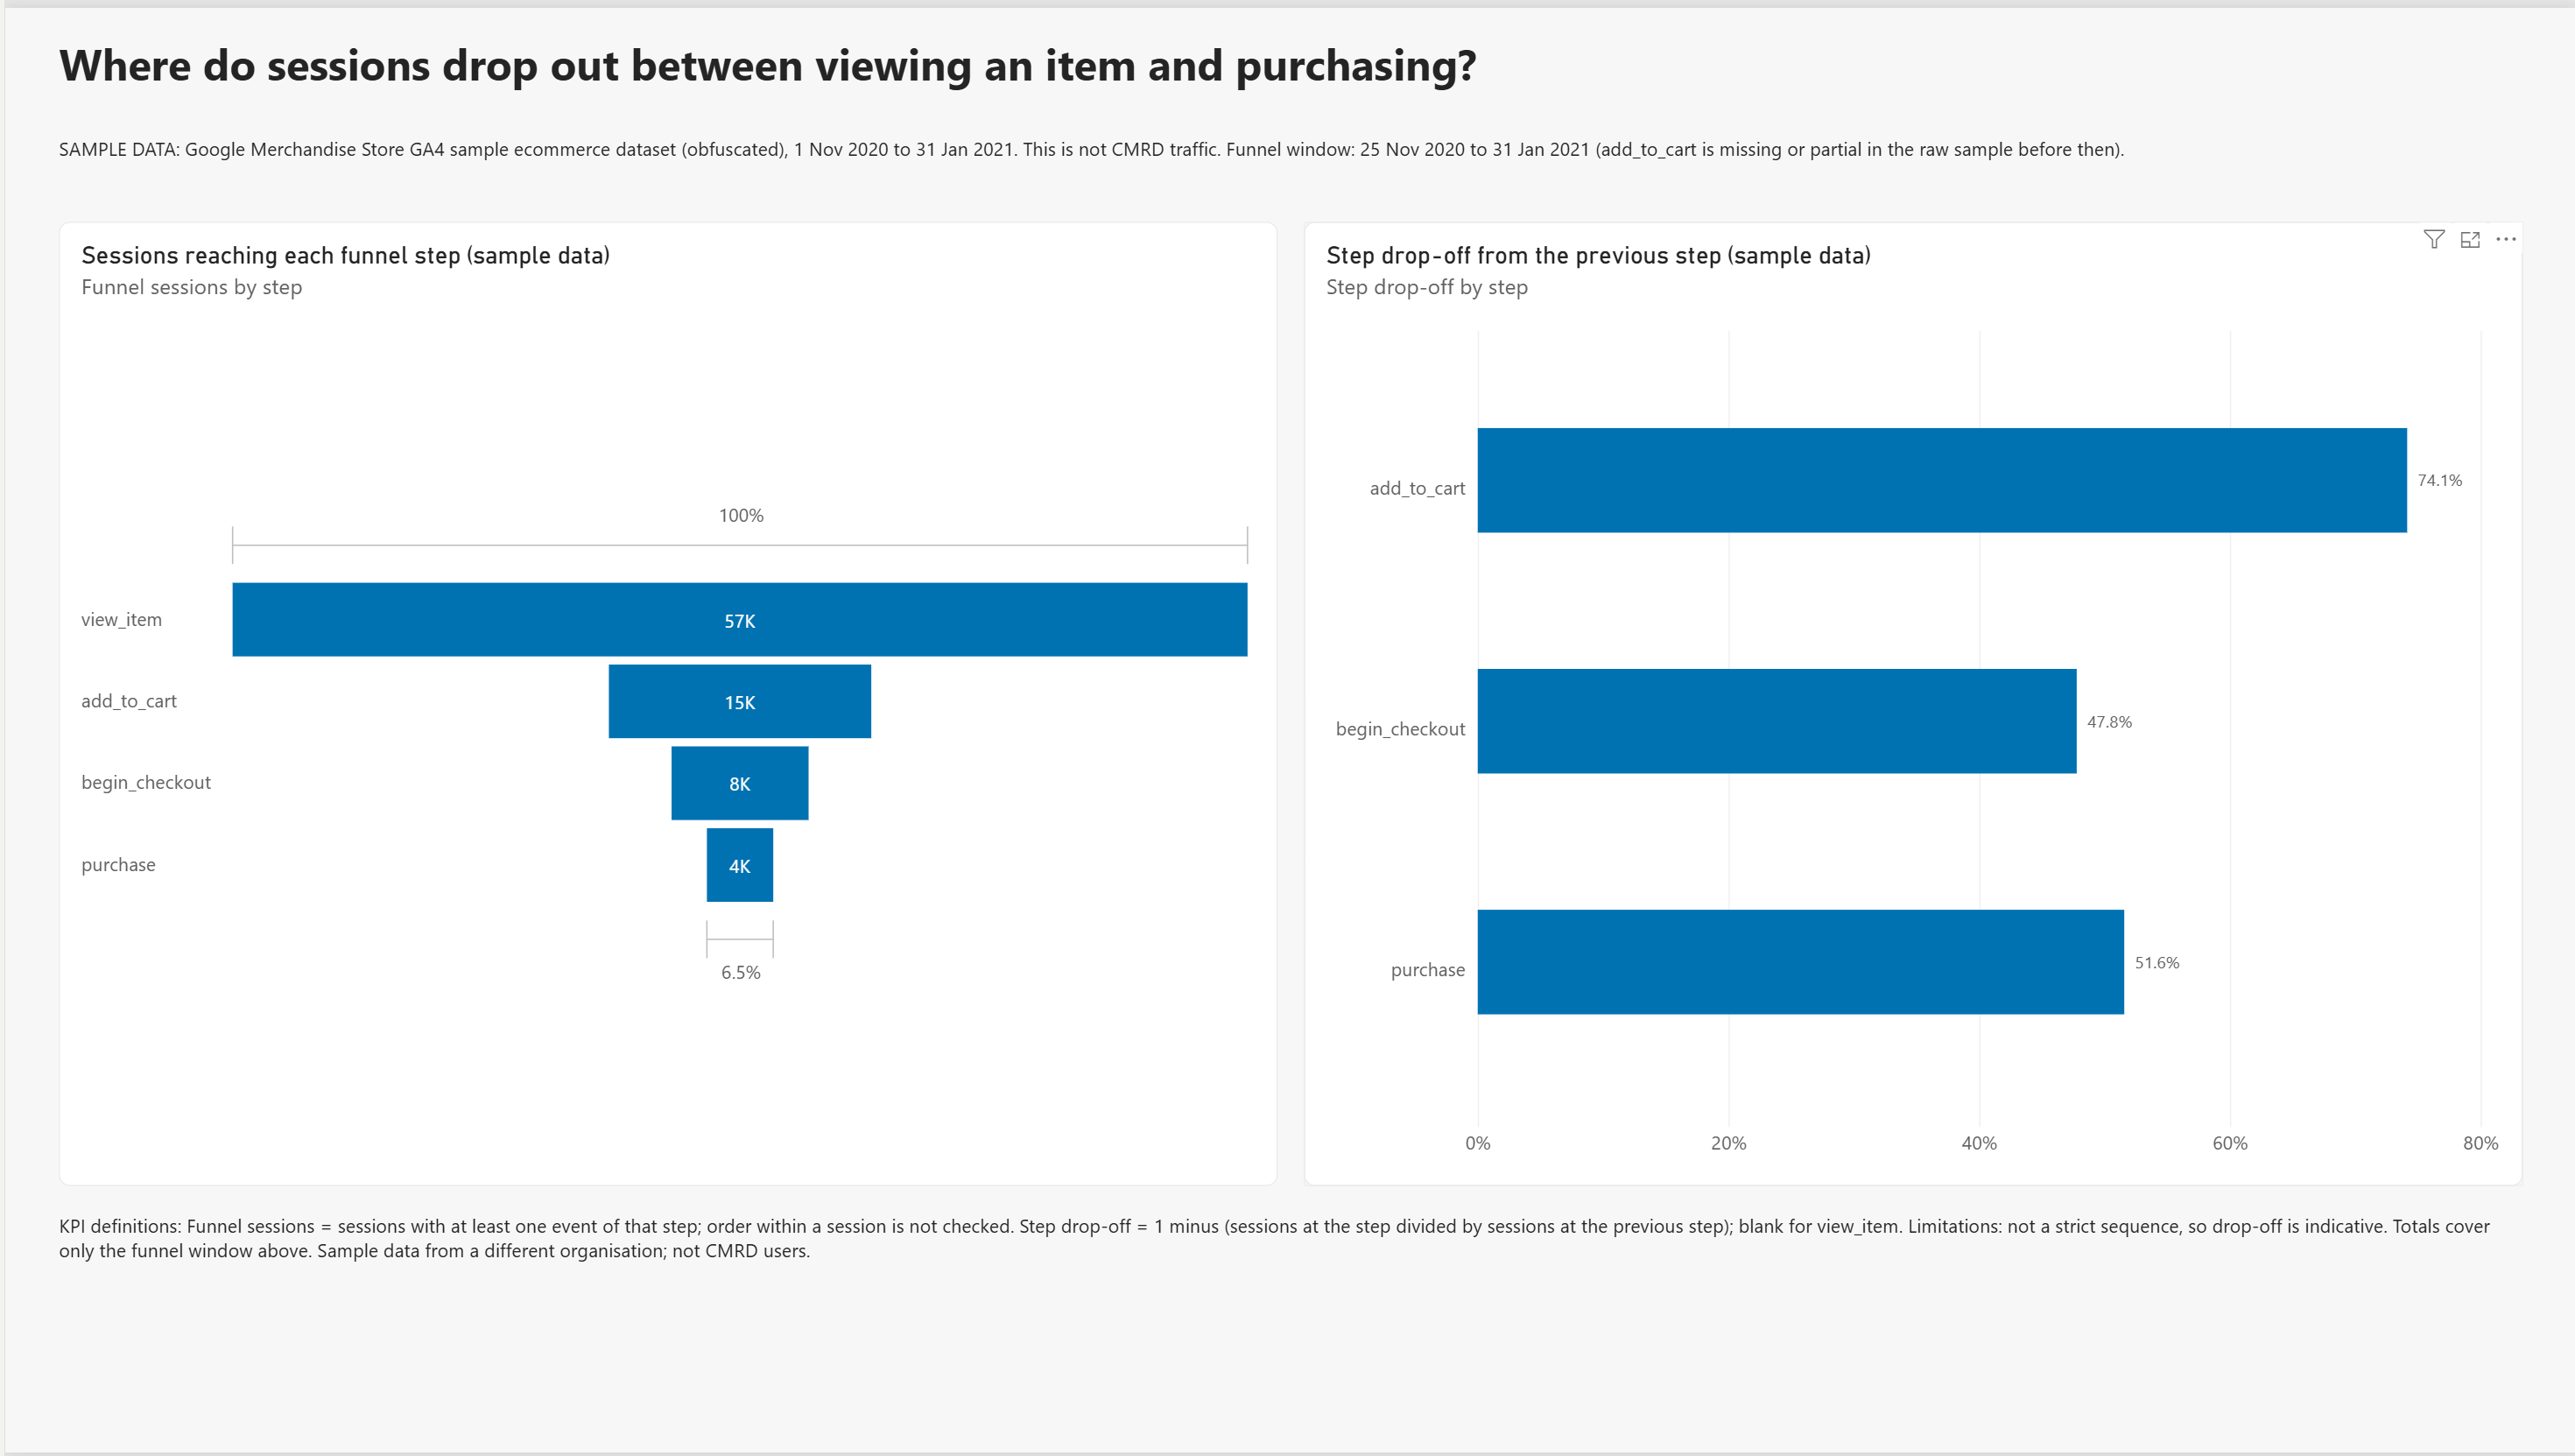 Where do sessions drop out between viewing an item and purchasing?
SAMPLE DATA: Google Merchandise Store GA4 sample ecommerce dataset (obfuscated), 1 Nov 2020 to 31 Jan 2021. This is not CMRD traffic. Funnel window: 25 Nov 2020 to 31 Jan 2021 (add_to_cart is missing or partial in the raw sample before then).
Sessions reaching each funnel step (sample data)
Funnel sessions by step
100%
view_item
57K
add_to_cart
15K
begin_checkout
8K
purchase
4K
6.5%
Step drop-off from the previous step (sample data)
Step drop-off by step
add_to_cart
74.1%
begin_checkout
47.8%
purchase
51.6%
0%
20%
40%
60%
80%
KPI definitions: Funnel sessions = sessions with at least one event of that step; order within a session is not checked. Step drop-off = 1 minus (sessions at the step divided by sessions at the previous step); blank for view_item. Limitations: not a strict sequence, so drop-off is indicative. Totals cover
only the funnel window above. Sample data from a different organisation; not CMRD users.